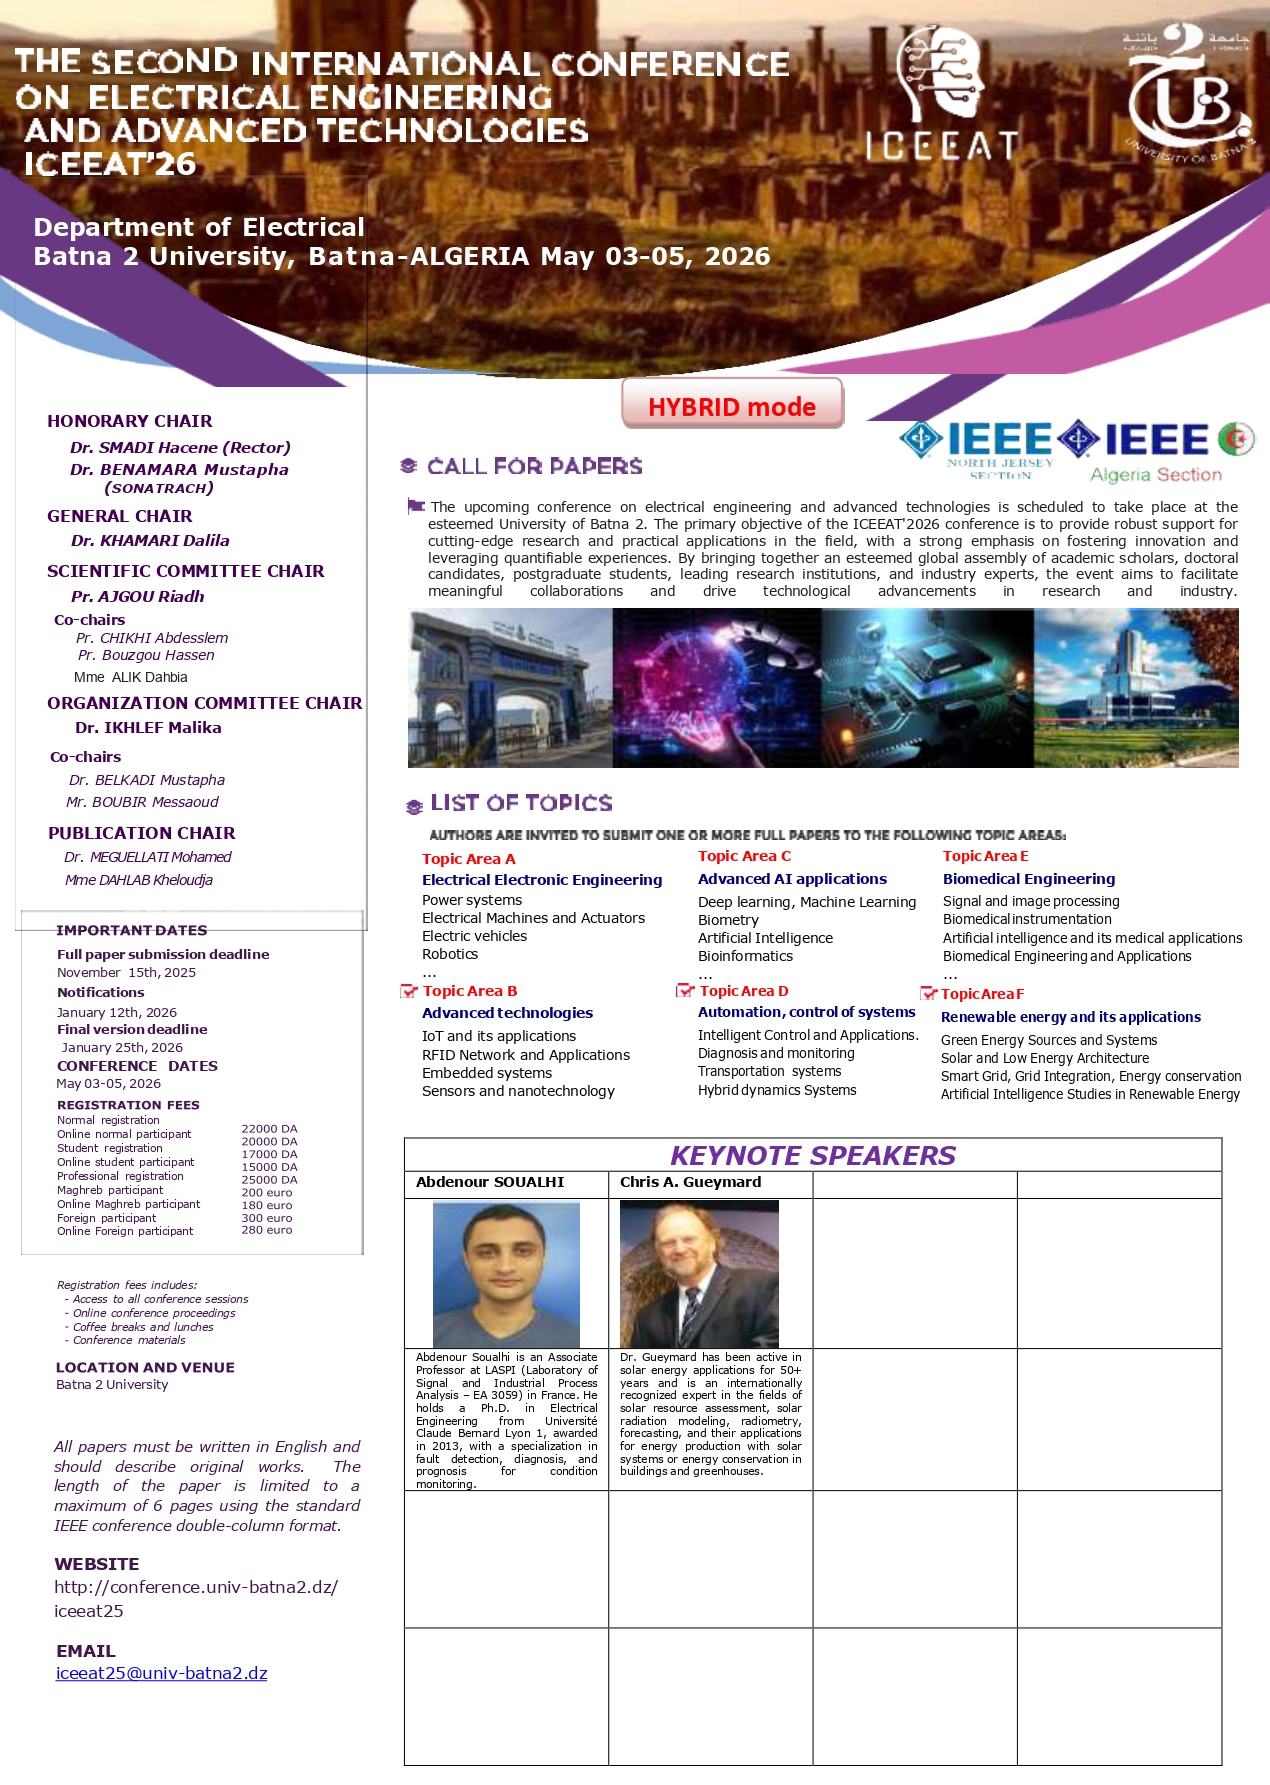 THE SECOND INTERNATIONAL CONFERENCE
ON ELECTRICAL ENGINEERING
AND ADVANCED TECHNOLOGIES
ICEEAT'26
ICEEAT
جامعة باتنة
UB
UNIVERSITY OF BATNA 2
Department of Electrical
Batna 2 University, Batna-ALGERIA May 03-05, 2026
HYBRID mode
IEEE
NORTH JERSEY
SECTION
IEEE
Algeria Section
HONORARY CHAIR
Dr. SMADI Hacene (Rector)
Dr. BENAMARA Mustapha
(SONATRACH)
GENERAL CHAIR
Dr. KHAMARI Dalila
SCIENTIFIC COMMITTEE CHAIR
Pr. AJGOU Riadh
Co-chairs
Pr. CHIKHI Abdesslem
Pr. Bouzgou Hassen
Mme ALIK Dahbia
ORGANIZATION COMMITTEE CHAIR
Dr. IKHLEF Malika
Co-chairs
Dr. BELKADI Mustapha
Mr. BOUBIR Messaoud
PUBLICATION CHAIR
Dr. MEGUELLATI Mohamed
Mme DAHLAB Kheloudja
IMPORTANT DATES
Full paper submission deadline
November 15th, 2025
Notifications
January 12th, 2026
Final version deadline
January 25th, 2026
CONFERENCE DATES
May 03-05, 2026
REGISTRATION FEES
Normal registration 22000 DA
Online normal participant 20000 DA
Student registration 17000 DA
Online student participant 15000 DA
Professional registration 25000 DA
Maghreb participant 200 euro
Online Maghreb participant 180 euro
Foreign participant 300 euro
Online Foreign participant 280 euro
Registration fees includes:
- Access to all conference sessions
- Online conference proceedings
- Coffee breaks and lunches
- Conference materials
LOCATION AND VENUE
Batna 2 University
All papers must be written in English and
should describe original works. The
length of the paper is limited to a
maximum of 6 pages using the standard
IEEE conference double-column format.
WEBSITE
http://conference.univ-batna2.dz/
iceeat25
EMAIL
iceeat25@univ-batna2.dz
CALL FOR PAPERS
The upcoming conference on electrical engineering and advanced technologies is scheduled to take place at the
esteemed University of Batna 2. The primary objective of the ICEEAT'2026 conference is to provide robust support for
cutting-edge research and practical applications in the field, with a strong emphasis on fostering innovation and
leveraging quantifiable experiences. By bringing together an esteemed global assembly of academic scholars, doctoral
candidates, postgraduate students, leading research institutions, and industry experts, the event aims to facilitate
meaningful collaborations and drive technological advancements in research and industry.
LIST OF TOPICS
AUTHORS ARE INVITED TO SUBMIT ONE OR MORE FULL PAPERS TO THE FOLLOWING TOPIC AREAS:
Topic Area A
Electrical Electronic Engineering
Power systems
Electrical Machines and Actuators
Electric vehicles
Robotics
...
Topic Area B
Advanced technologies
IoT and its applications
RFID Network and Applications
Embedded systems
Sensors and nanotechnology
Topic Area C
Advanced AI applications
Deep learning, Machine Learning
Biometry
Artificial Intelligence
Bioinformatics
...
Topic Area D
Automation, control of systems
Intelligent Control and Applications.
Diagnosis and monitoring
Transportation systems
Hybrid dynamics Systems
Topic Area E
Biomedical Engineering
Signal and image processing
Biomedical instrumentation
Artificial intelligence and its medical applications
Biomedical Engineering and Applications
...
Topic Area F
Renewable energy and its applications
Green Energy Sources and Systems
Solar and Low Energy Architecture
Smart Grid, Grid Integration, Energy conservation
Artificial Intelligence Studies in Renewable Energy
KEYNOTE SPEAKERS
Abdenour SOUALHI
Abdenour Soualhi is an Associate
Professor at LASPI (Laboratory of
Signal and Industrial Process
Analysis – EA 3059) in France. He
holds a Ph.D. in Electrical
Engineering from Université
Claude Bernard Lyon 1, awarded
in 2013, with a specialization in
fault detection, diagnosis, and
prognosis for condition
monitoring.
Chris A. Gueymard
Dr. Gueymard has been active in
solar energy applications for 50+
years and is an internationally
recognized expert in the fields of
solar resource assessment, solar
radiation modeling, radiometry,
forecasting, and their applications
for energy production with solar
systems or energy conservation in
buildings and greenhouses.